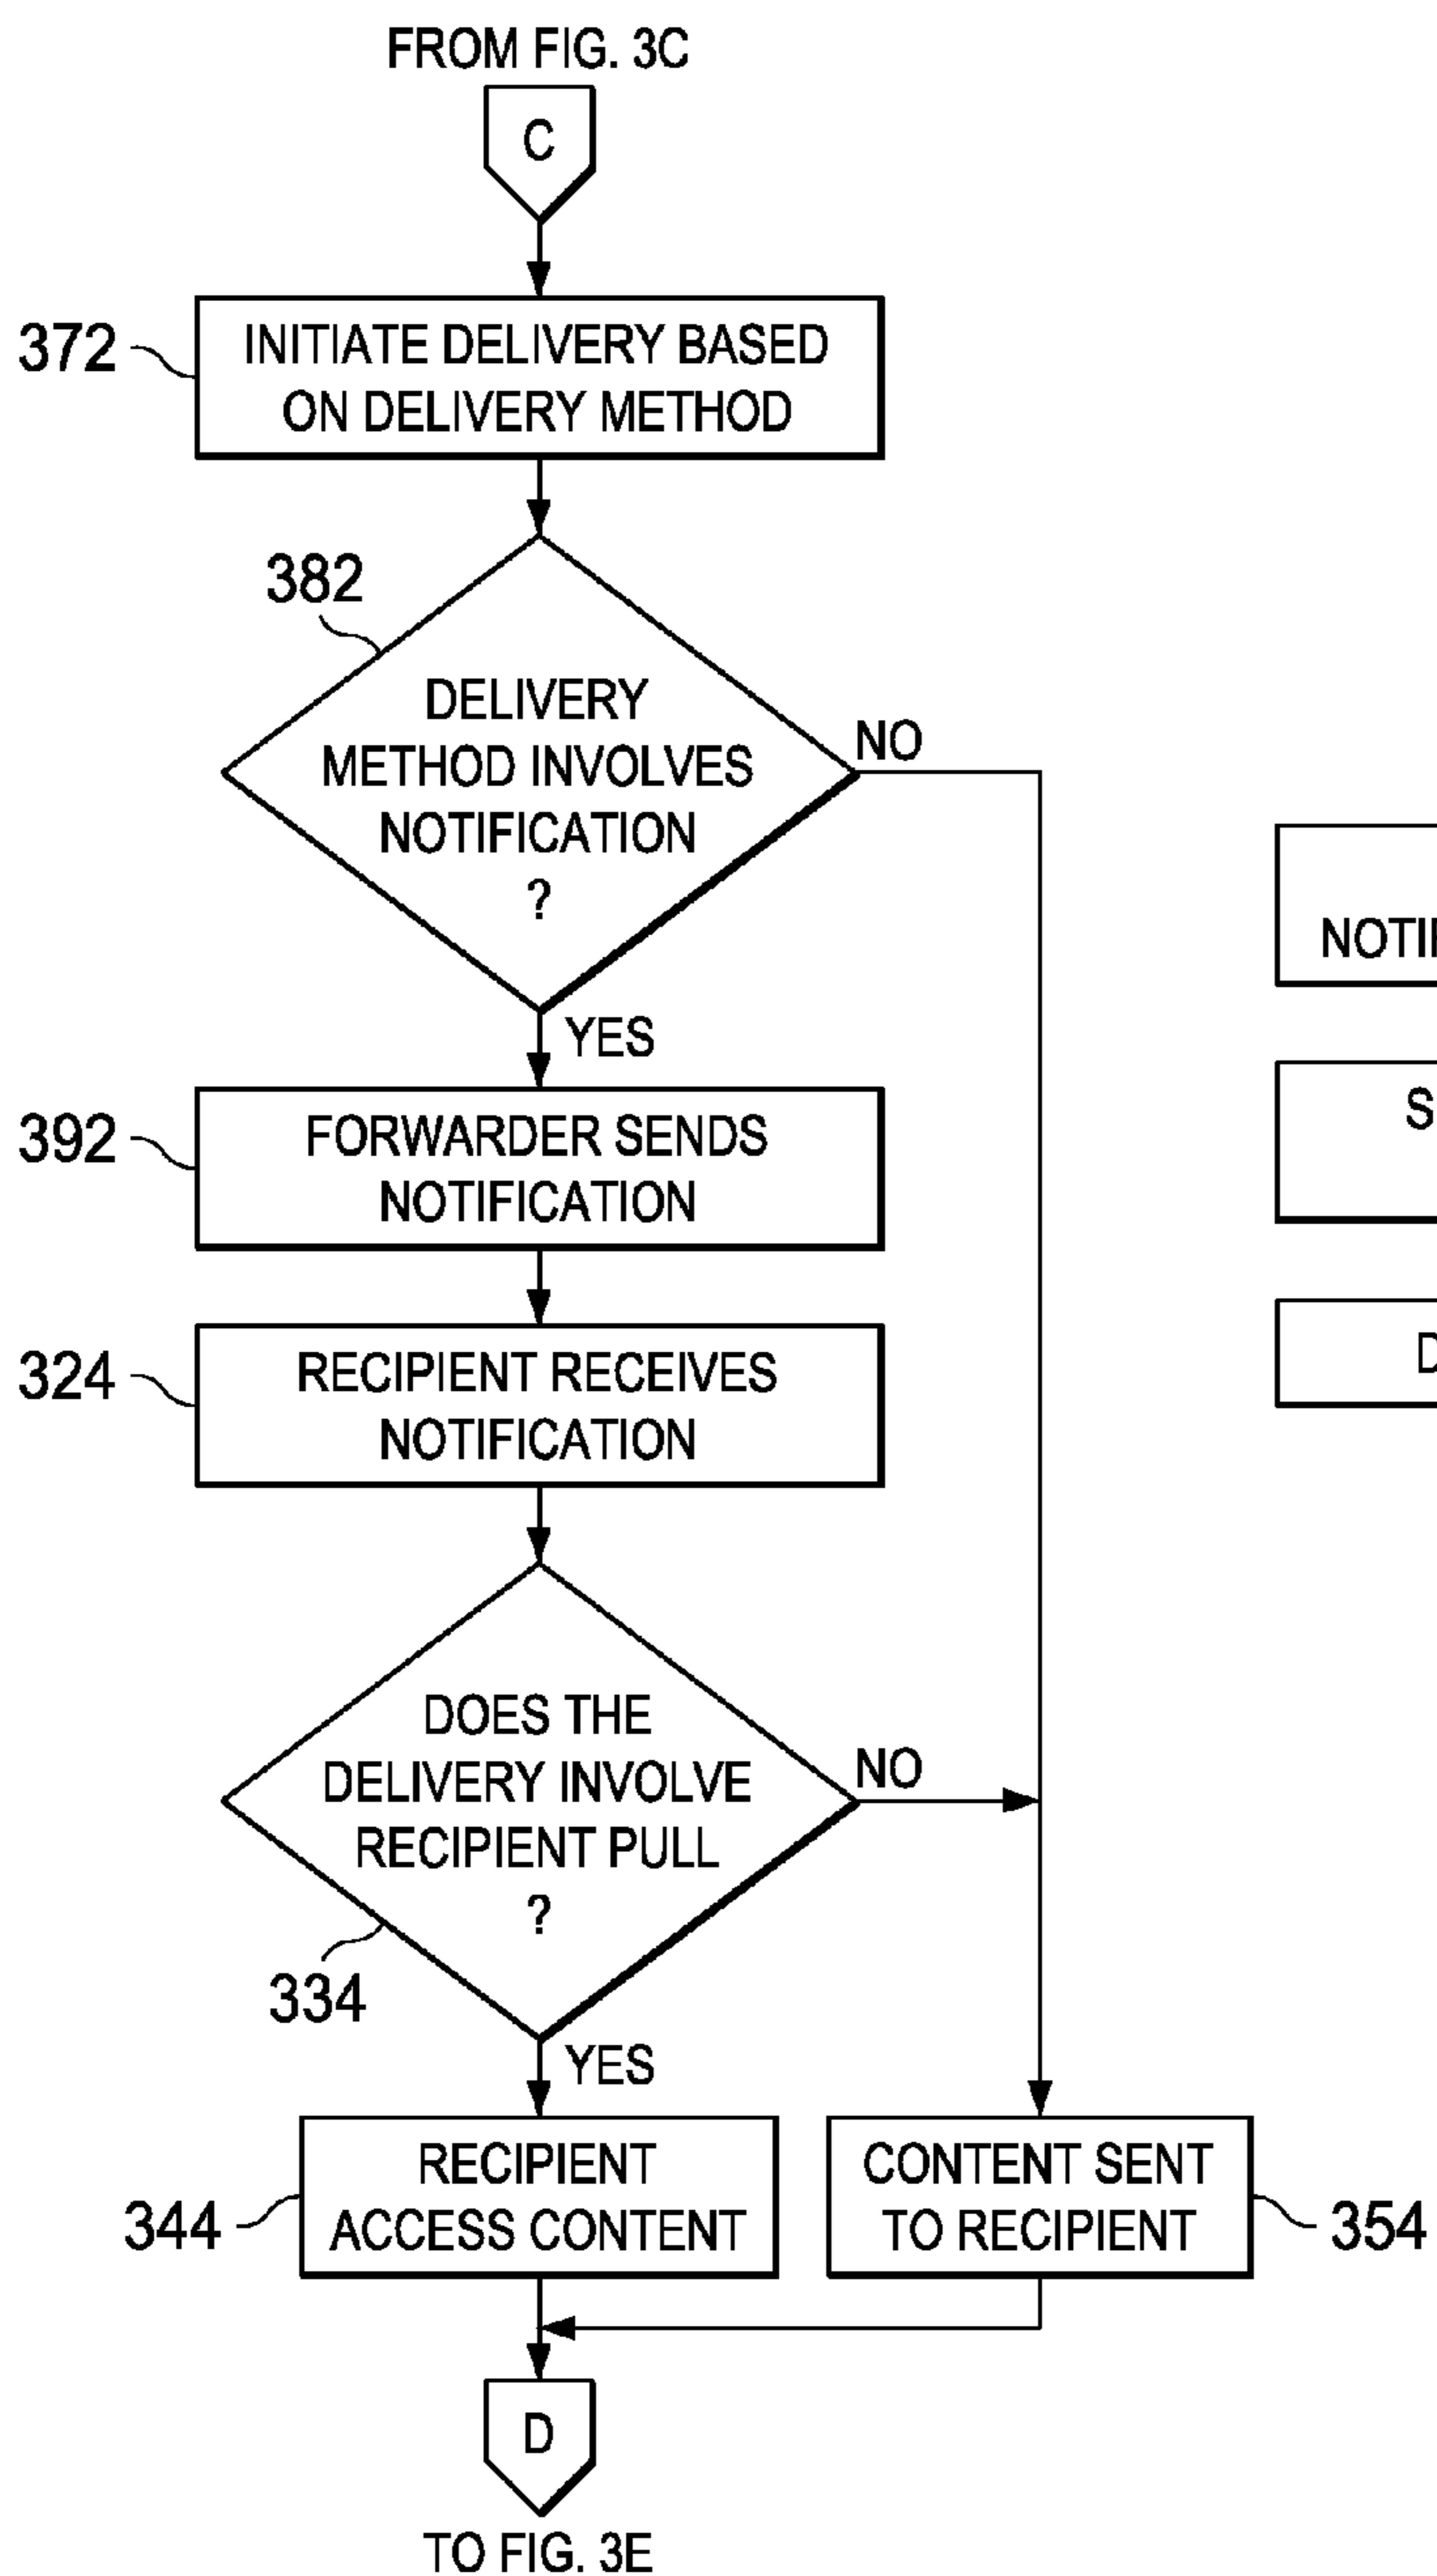 FROM FIG. 3C
C
372
INITIATE DELIVERY BASED
ON DELIVERY METHOD
382
DELIVERY
METHOD INVOLVES
NOTIFICATION
?
NO
YES
392
FORWARDER SENDS
NOTIFICATION
324
RECIPIENT RECEIVES
NOTIFICATION
DOES THE
DELIVERY INVOLVE
RECIPIENT PULL
?
NO
334
YES
344
RECIPIENT
ACCESS CONTENT
CONTENT SENT
TO RECIPIENT
354
D
TO FIG. 3E